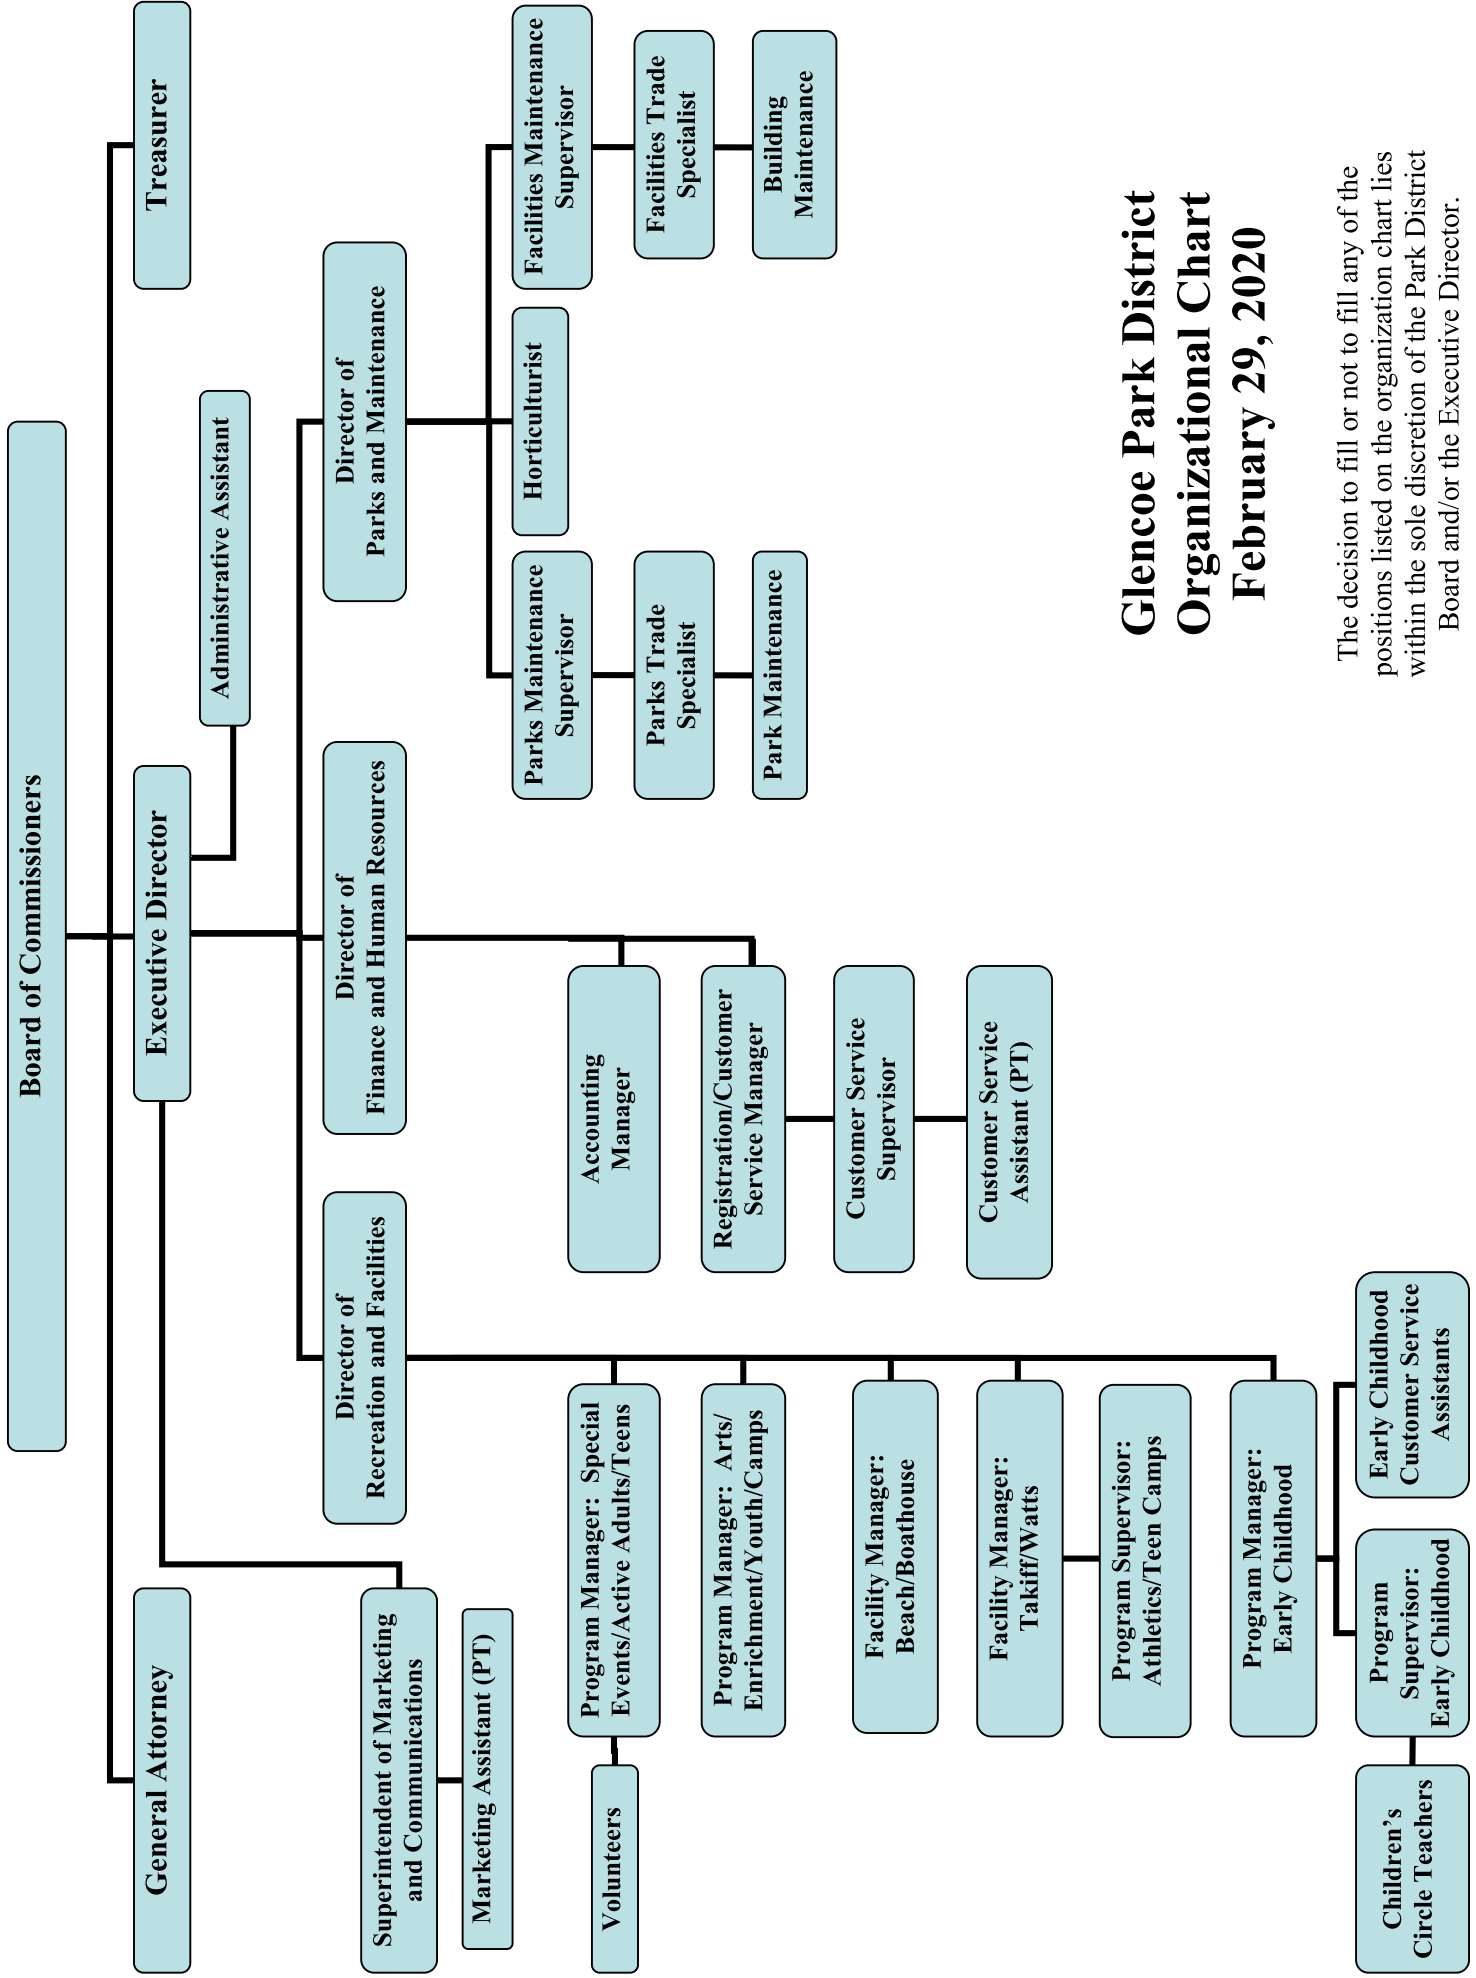 Board of Commissioners
General Attorney
Executive Director
Treasurer
Administrative Assistant
Superintendent of Marketing
and Communications
Marketing Assistant (PT)
Director of
Recreation and Facilities
Director of
Finance and Human Resources
Director of
Parks and Maintenance
Volunteers
Program Manager: Special
Events/Active Adults/Teens
Program Manager: Arts/
Enrichment/Youth/Camps
Facility Manager:
Beach/Boathouse
Facility Manager:
Takiff/Watts
Program Supervisor:
Athletics/Teen Camps
Program Manager:
Early Childhood
Children’s
Circle Teachers
Program
Supervisor:
Early Childhood
Early Childhood
Customer Service
Assistants
Accounting
Manager
Registration/Customer
Service Manager
Customer Service
Supervisor
Customer Service
Assistant (PT)
Parks Maintenance
Supervisor
Parks Trade
Specialist
Park Maintenance
Horticulturist
Facilities Maintenance
Supervisor
Facilities Trade
Specialist
Building
Maintenance
Glencoe Park District
Organizational Chart
February 29, 2020
The decision to fill or not to fill any of the
positions listed on the organization chart lies
within the sole discretion of the Park District
Board and/or the Executive Director.